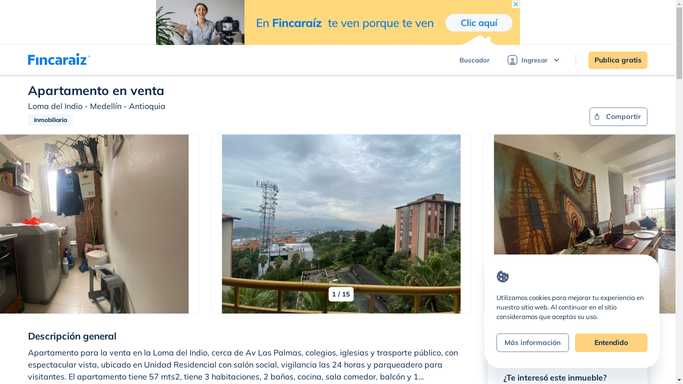 En Fincaraíz te ven porque te ven
Clic aquí
Fincaraíz
Buscador
Ingresar
Publica gratis
Apartamento en venta
Loma del Indio - Medellín - Antioquia
Inmobiliaria
Compartir
1 / 15
Descripción general
Apartamento para la venta en la Loma del Indio, cerca de Av Las Palmas, colegios, iglesias y trasporte público, con
espectacular vista, ubicado en Unidad Residencial con salón social, vigilancia las 24 horas y parqueadero para
visitantes. El apartamento tiene 57 mts2, tiene 3 habitaciones, 2 baños, cocina, sala comedor, balcón y 1...
Utilizamos cookies para mejorar tu experiencia en
nuestro sitio web. Al continuar en el sitio
consideramos que aceptas su uso.
Más información
Entendido
¿Te interesó este inmueble?